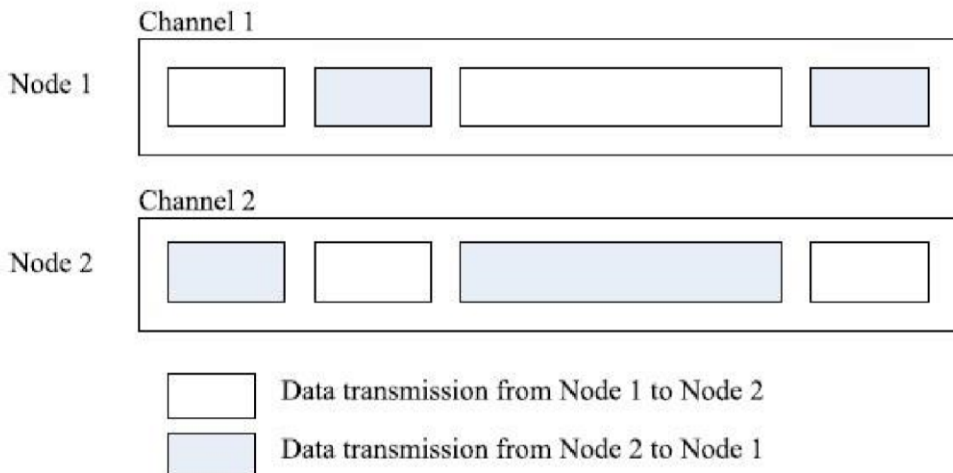 Channel 1
Node 1
Channel 2
Node 2
Data transmission from Node 1 to Node 2
Data transmission from Node 2 to Node 1